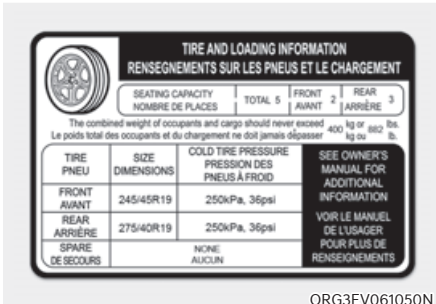 TIRE AND LOADING INFORMATION
RENSEGNEMENTS SUR LES PNEUS ET LE CHARGEMENT
SEATING CAPACITY
NOMBRE DE PLACES
TOTAL 5
FRONT
AVANT
2
REAR
ARRIÈRE
3
The combined weight of occupants and cargo should never exceed 400 kg or 882 lbs.
Le poids total des occupants et du chargement ne doit jamais dépasser kg ou lb.
TIRE
PNEU
SIZE
DIMENSIONS
COLD TIRE PRESSURE
PRESSION DES
PNEUS À FROID
SEE OWNER'S
MANUAL FOR
ADDITIONAL
INFORMATION
VOIR LE MANUEL
DE L'USAGER
POUR PLUS DE
RENSEIGNEMENTS
FRONT
AVANT
245/45R19
250kPa, 36psi
REAR
ARRIÈRE
275/40R19
250kPa, 36psi
SPARE
DE SECOURS
NONE
AUCUN
ORG3EV061050N